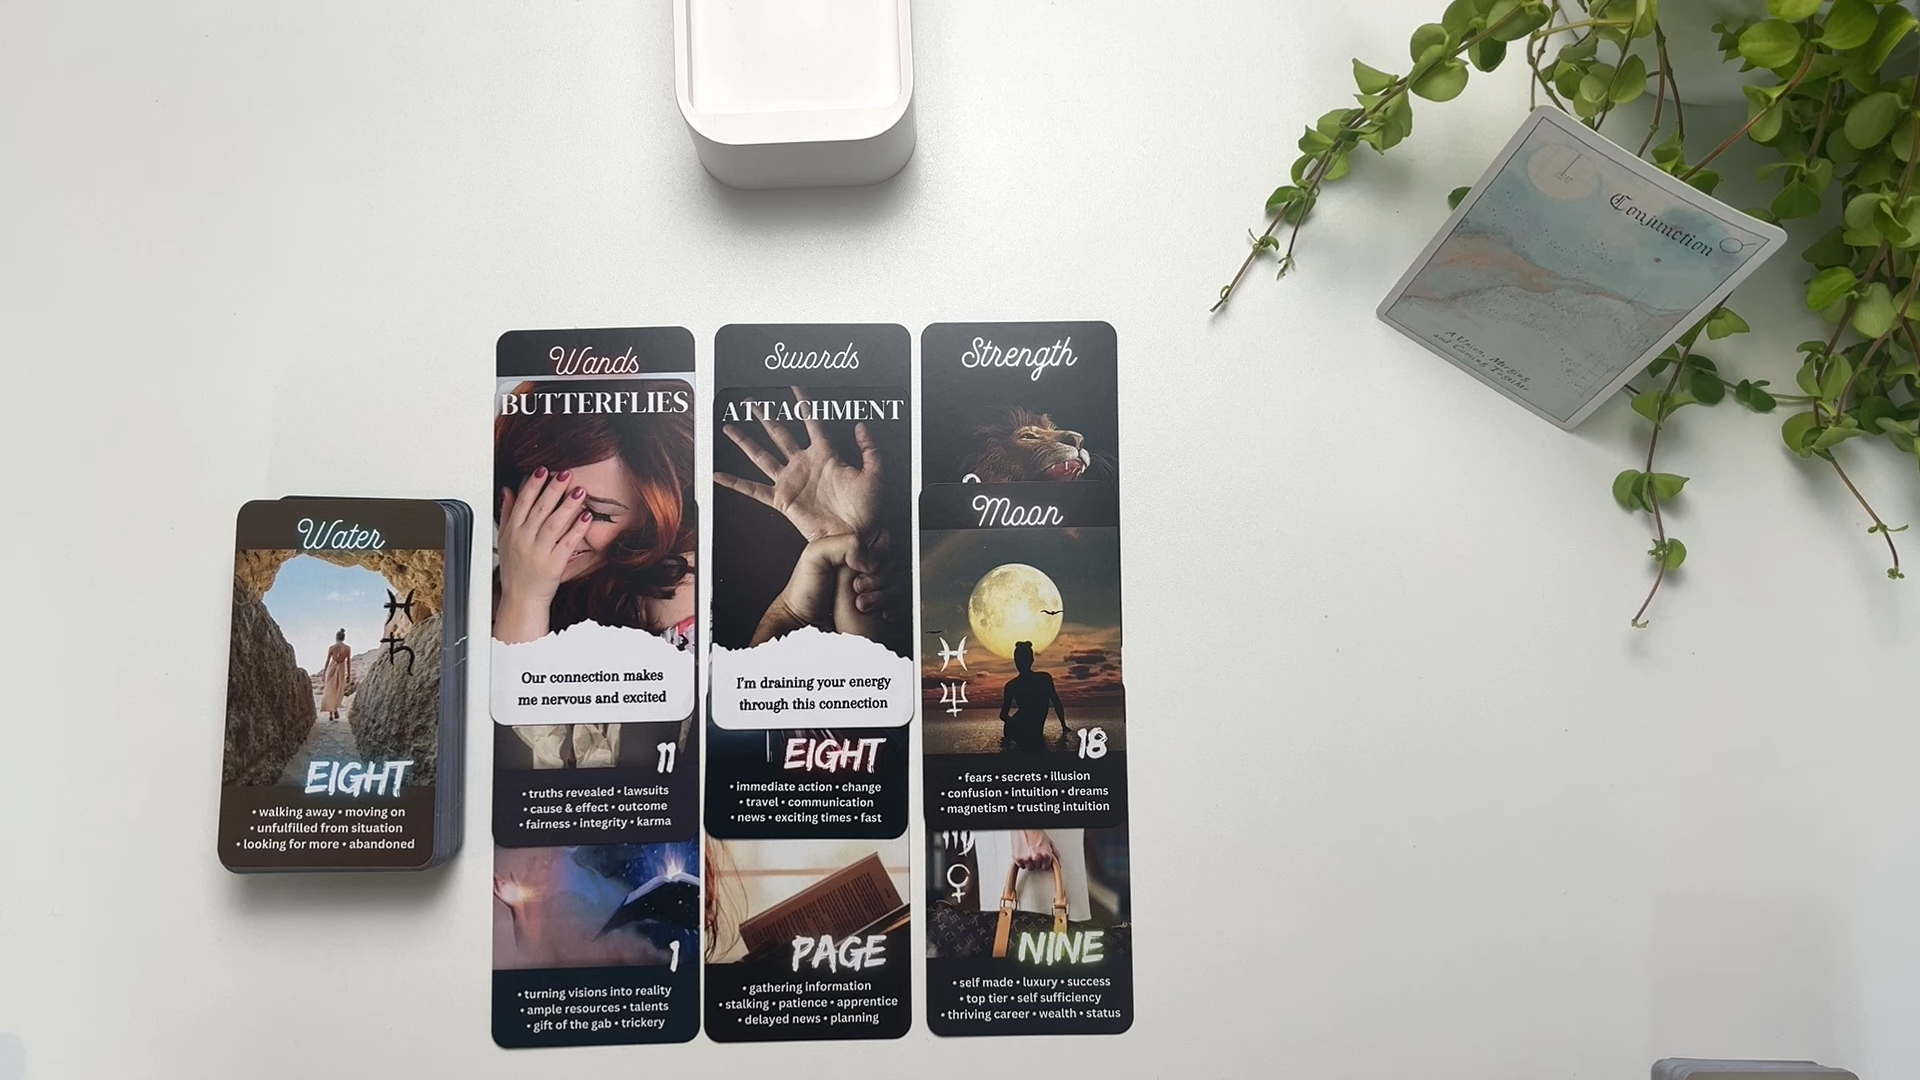 Conjunction
A Union, Merging
and Coming Together
Water
EIGHT
• walking away • moving on
• unfulfilled from situation
• looking for more • abandoned
Wands
BUTTERFLIES
Our connection makes
me nervous and excited
11
• truths revealed • lawsuits
• cause & effect • outcome
• fairness • integrity • karma
1
• turning visions into reality
• ample resources • talents
• gift of the gab • trickery
Swords
ATTACHMENT
I'm draining your energy
through this connection
EIGHT
• immediate action • change
• travel • communication
• news • exciting times • fast
PAGE
• gathering information
• stalking • patience • apprentice
• delayed news • planning
Strength
Moon
18
• fears • secrets • illusion
• confusion • intuition • dreams
• magnetism • trusting intuition
NINE
• self made • luxury • success
• top tier • self sufficiency
• thriving career • wealth • status